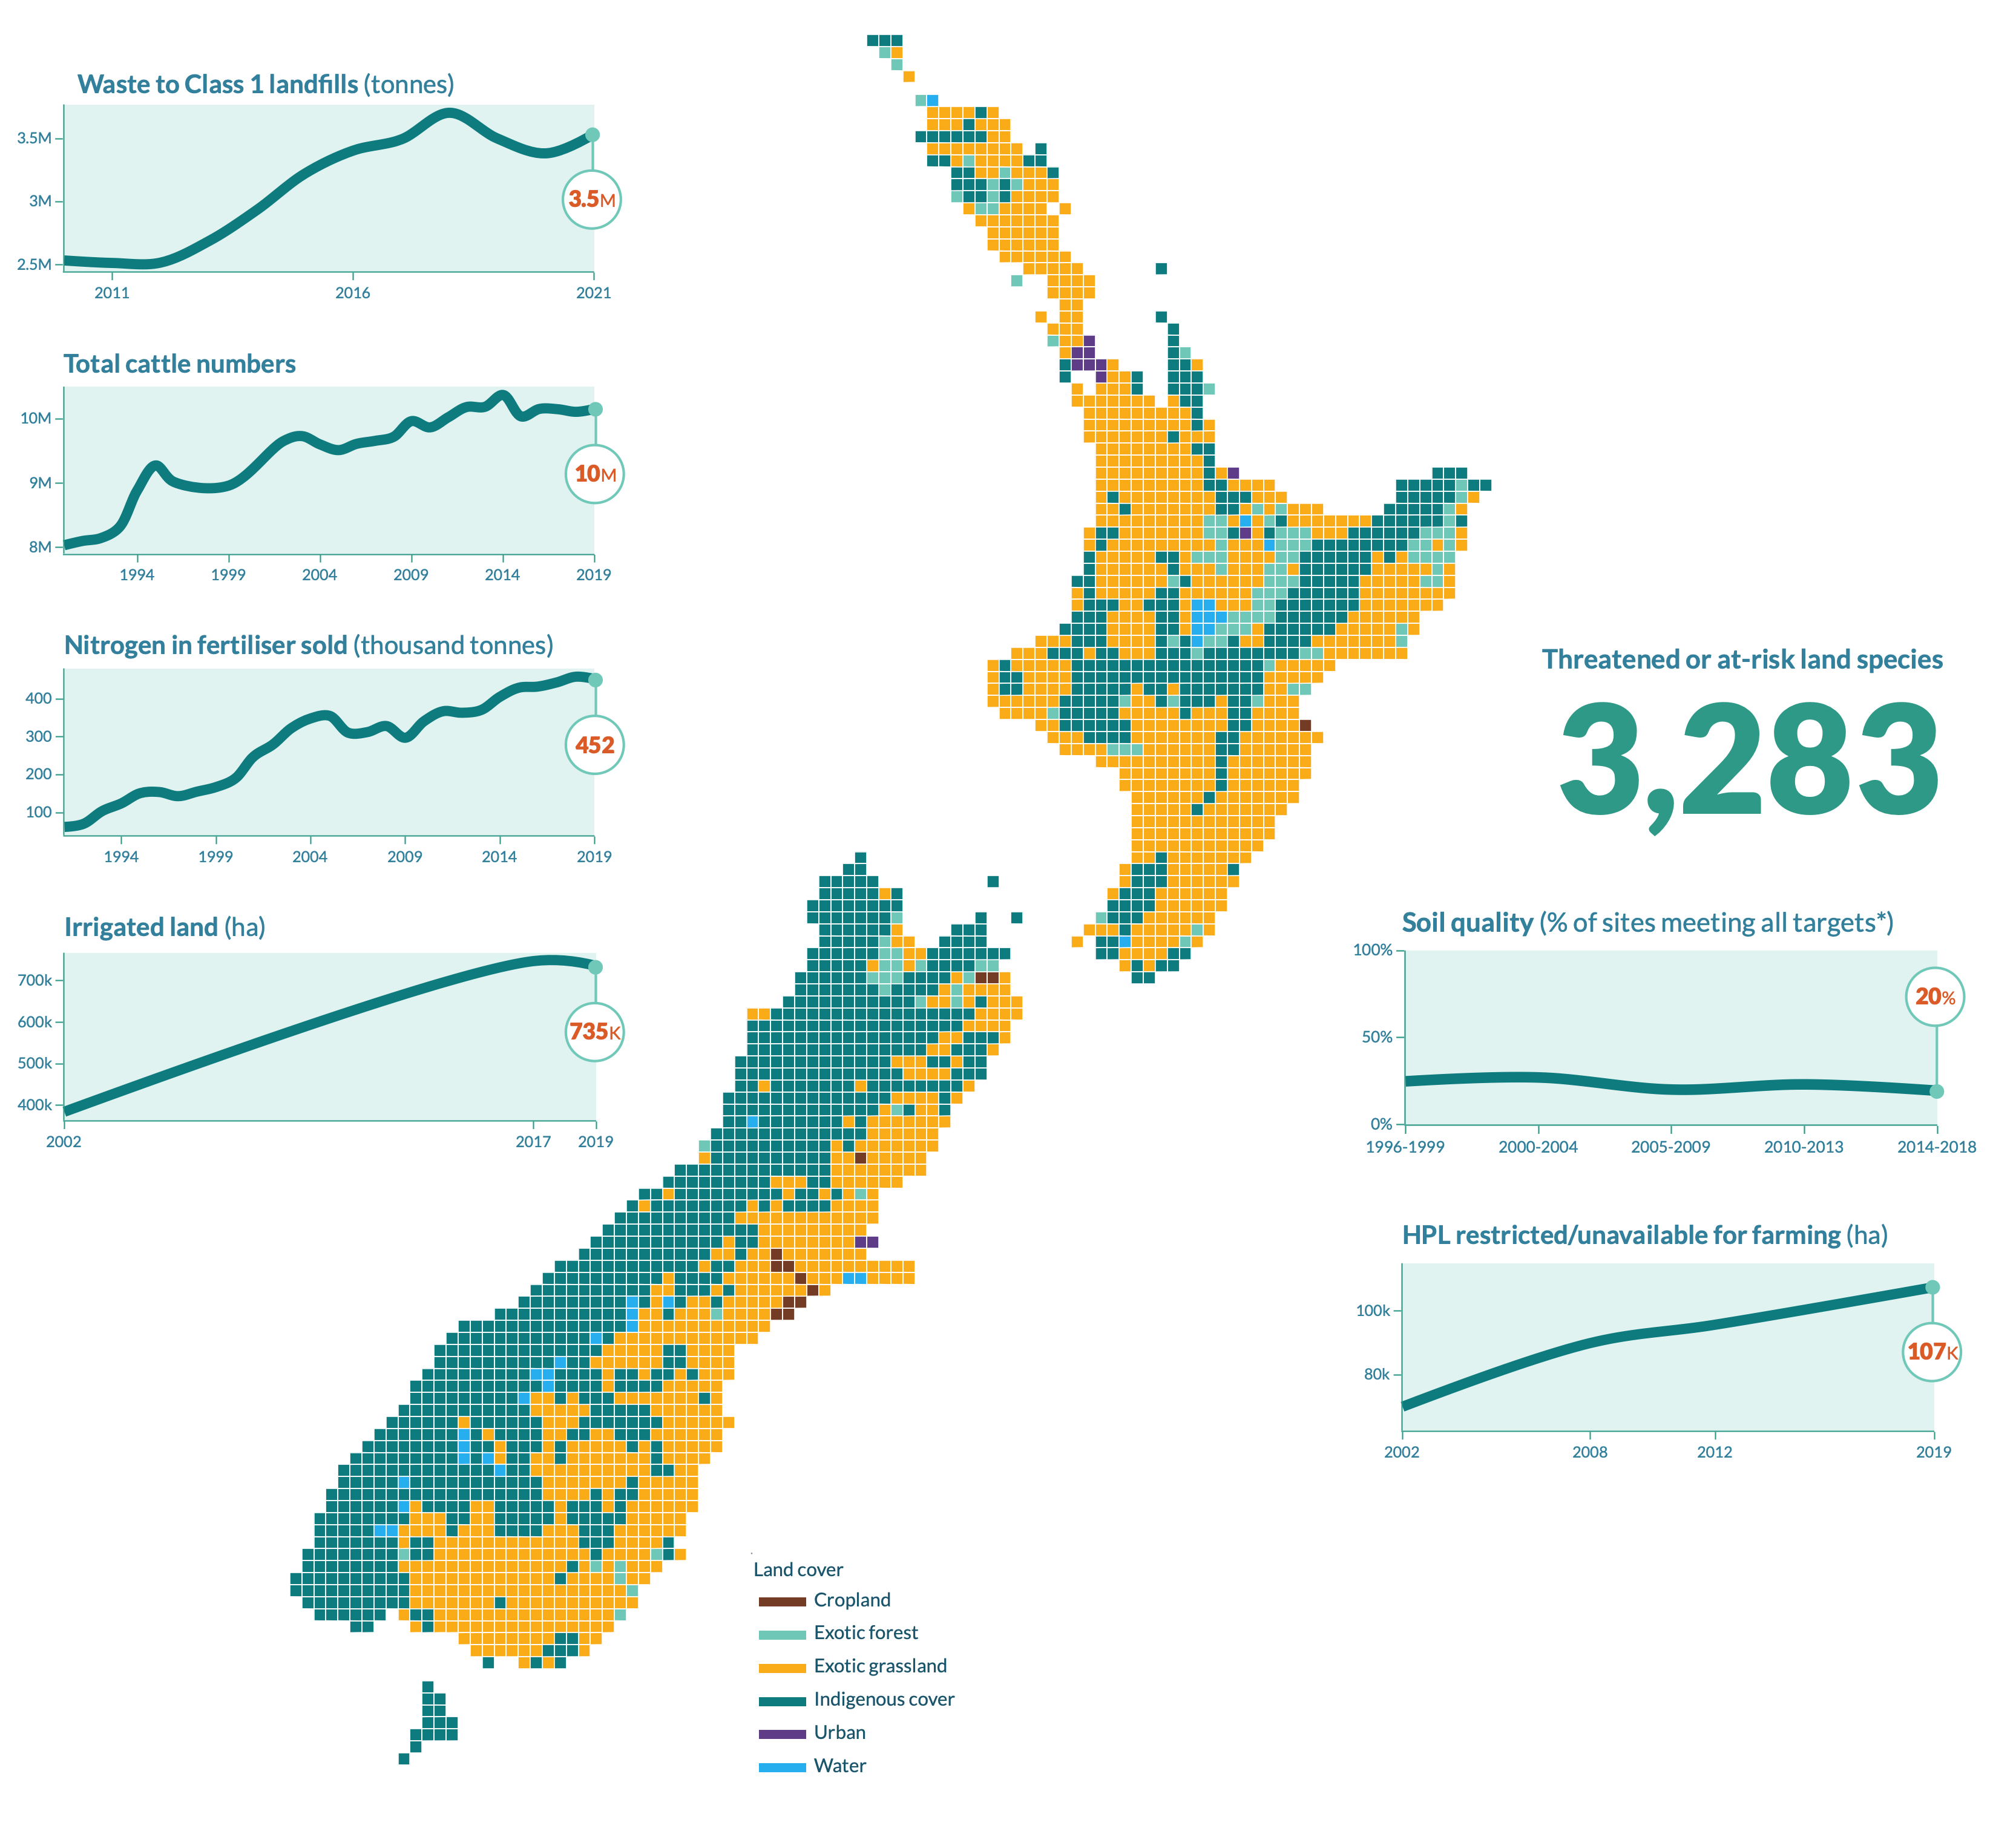 Waste to Class 1 landfills (tonnes)
3.5M
3M
2.5M
3.5M
2011 2016 2021
Total cattle numbers
10M
9M
8M
10M
1994 1999 2004 2009 2014 2019
Nitrogen in fertiliser sold (thousand tonnes)
400
300
200
100
452
1994 1999 2004 2009 2014 2019
Irrigated land (ha)
700k
600k
500k
400k
735K
2002 2017 2019
Threatened or at-risk land species
3,283
Soil quality (% of sites meeting all targets*)
100%
50%
0%
20%
1996-1999 2000-2004 2005-2009 2010-2013 2014-2018
HPL restricted/unavailable for farming (ha)
100k
80k
107K
2002 2008 2012 2019
Land cover
Cropland
Exotic forest
Exotic grassland
Indigenous cover
Urban
Water